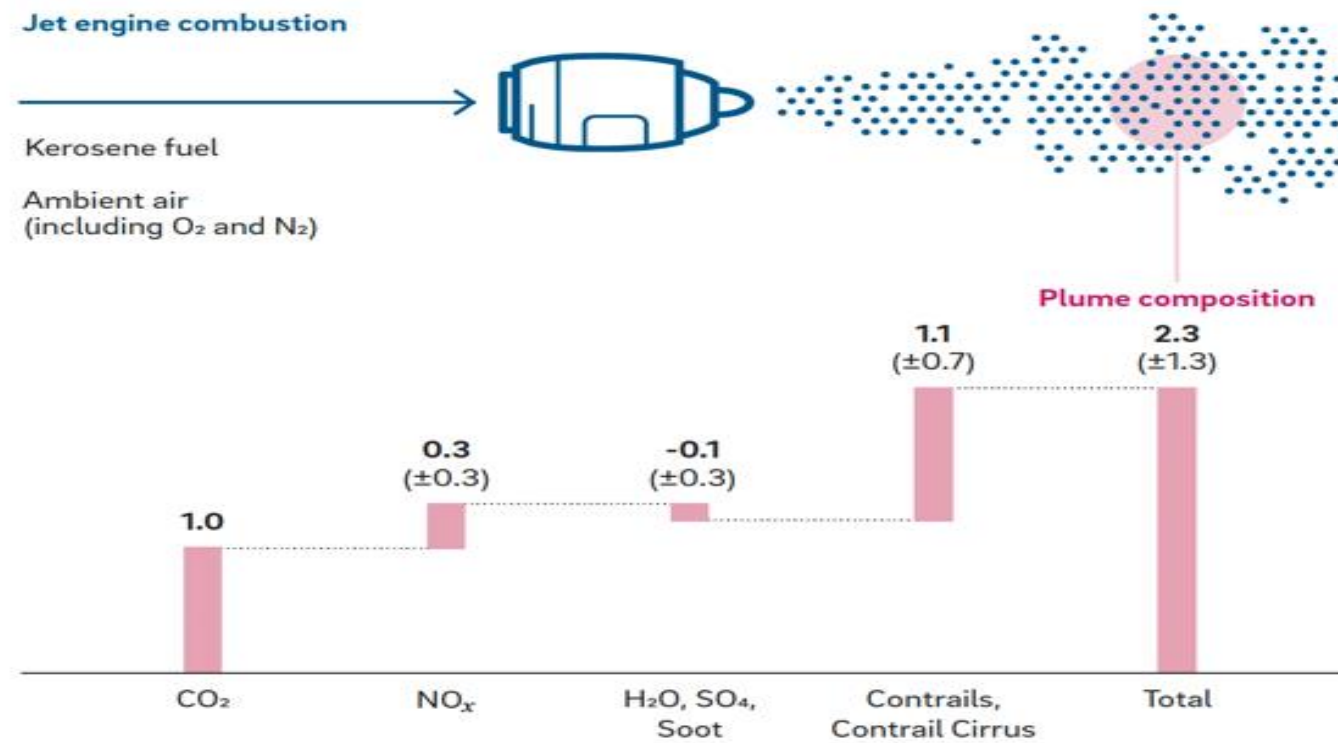 Jet engine combustion
Kerosene fuel
Ambient air
(including O₂ and N₂)
Plume composition
1.0
0.3
(±0.3)
-0.1
(±0.3)
1.1
(±0.7)
2.3
(±1.3)
CO₂
NOₓ
H₂O, SO₄,
Soot
Contrails,
Contrail Cirrus
Total